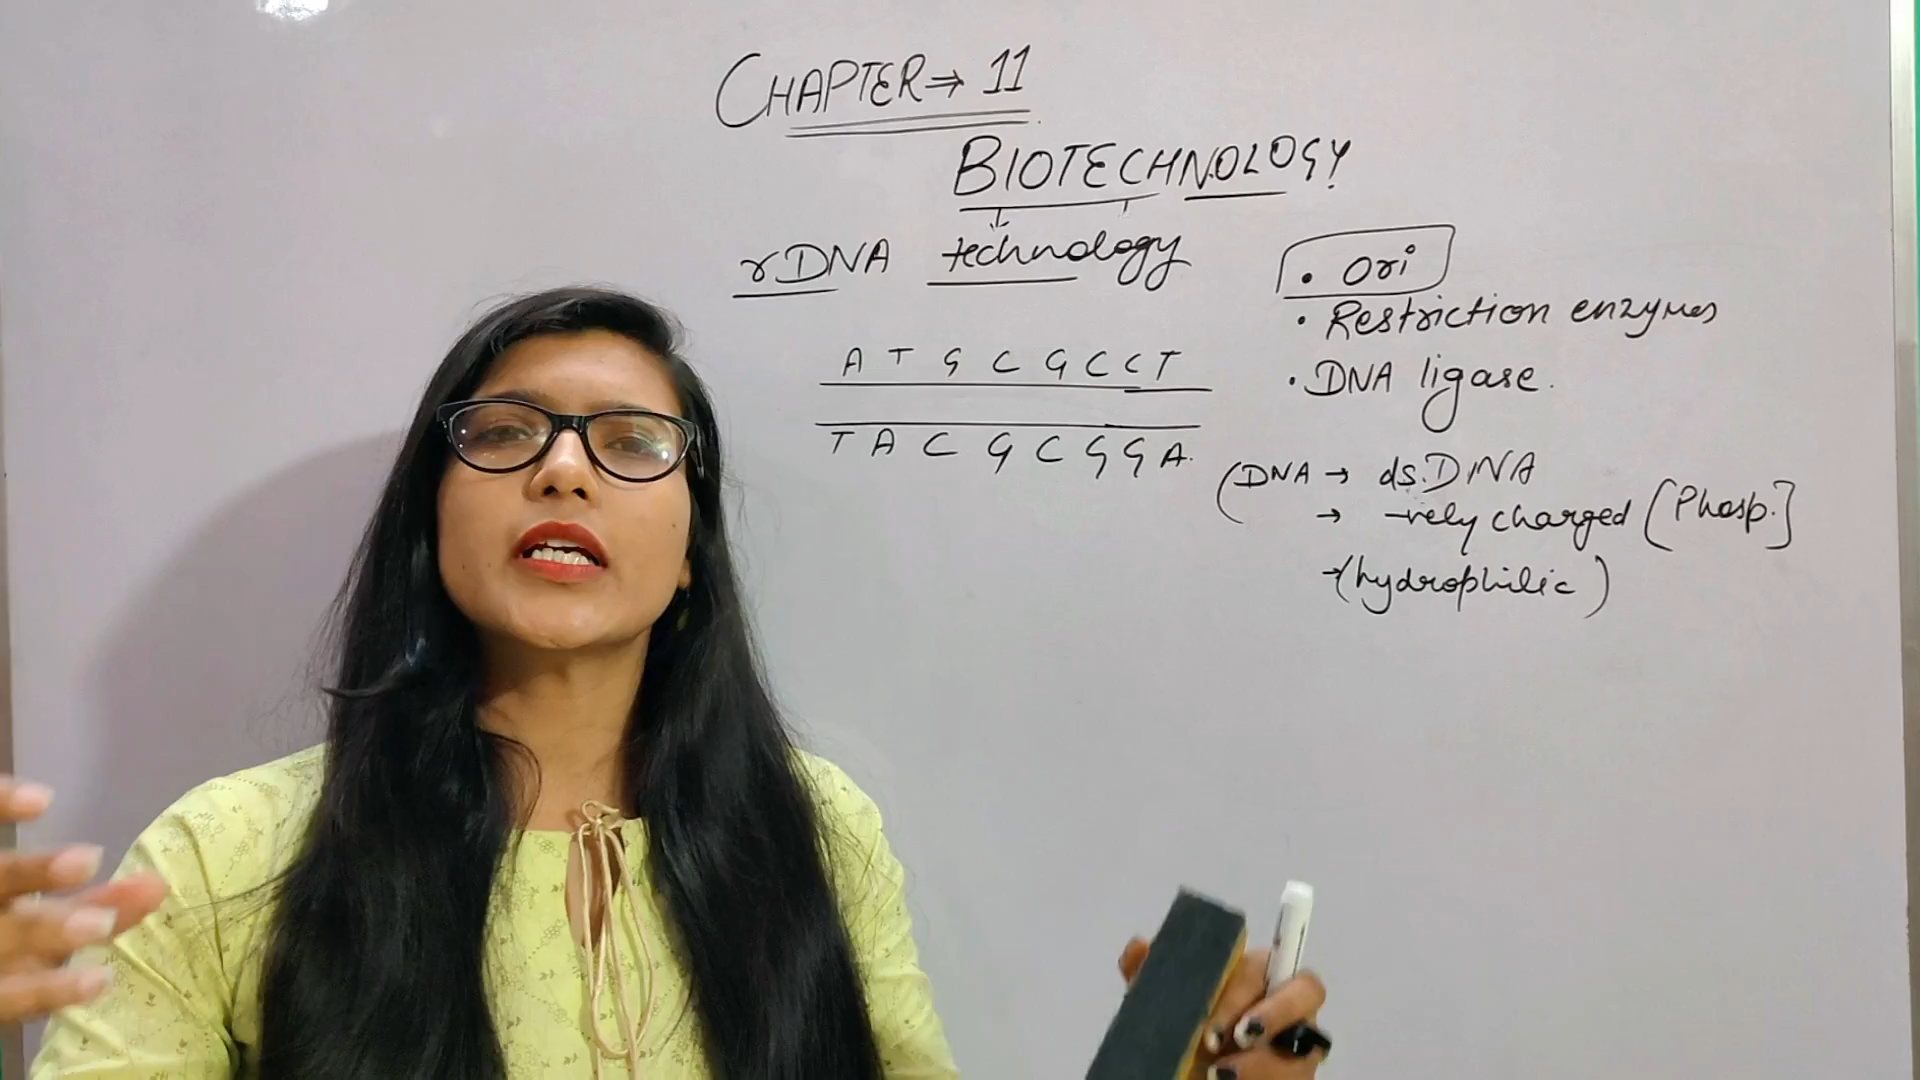 CHAPTER ⇒ 11
BIOTECHNOLOGY
rDNA technology
A T G C G C C T
T A C G C G G A.
• Ori
• Restriction enzymes
• DNA ligase.
(DNA → ds.DNA
→ -vely charged [Phosp.]
→ (hydrophilic)